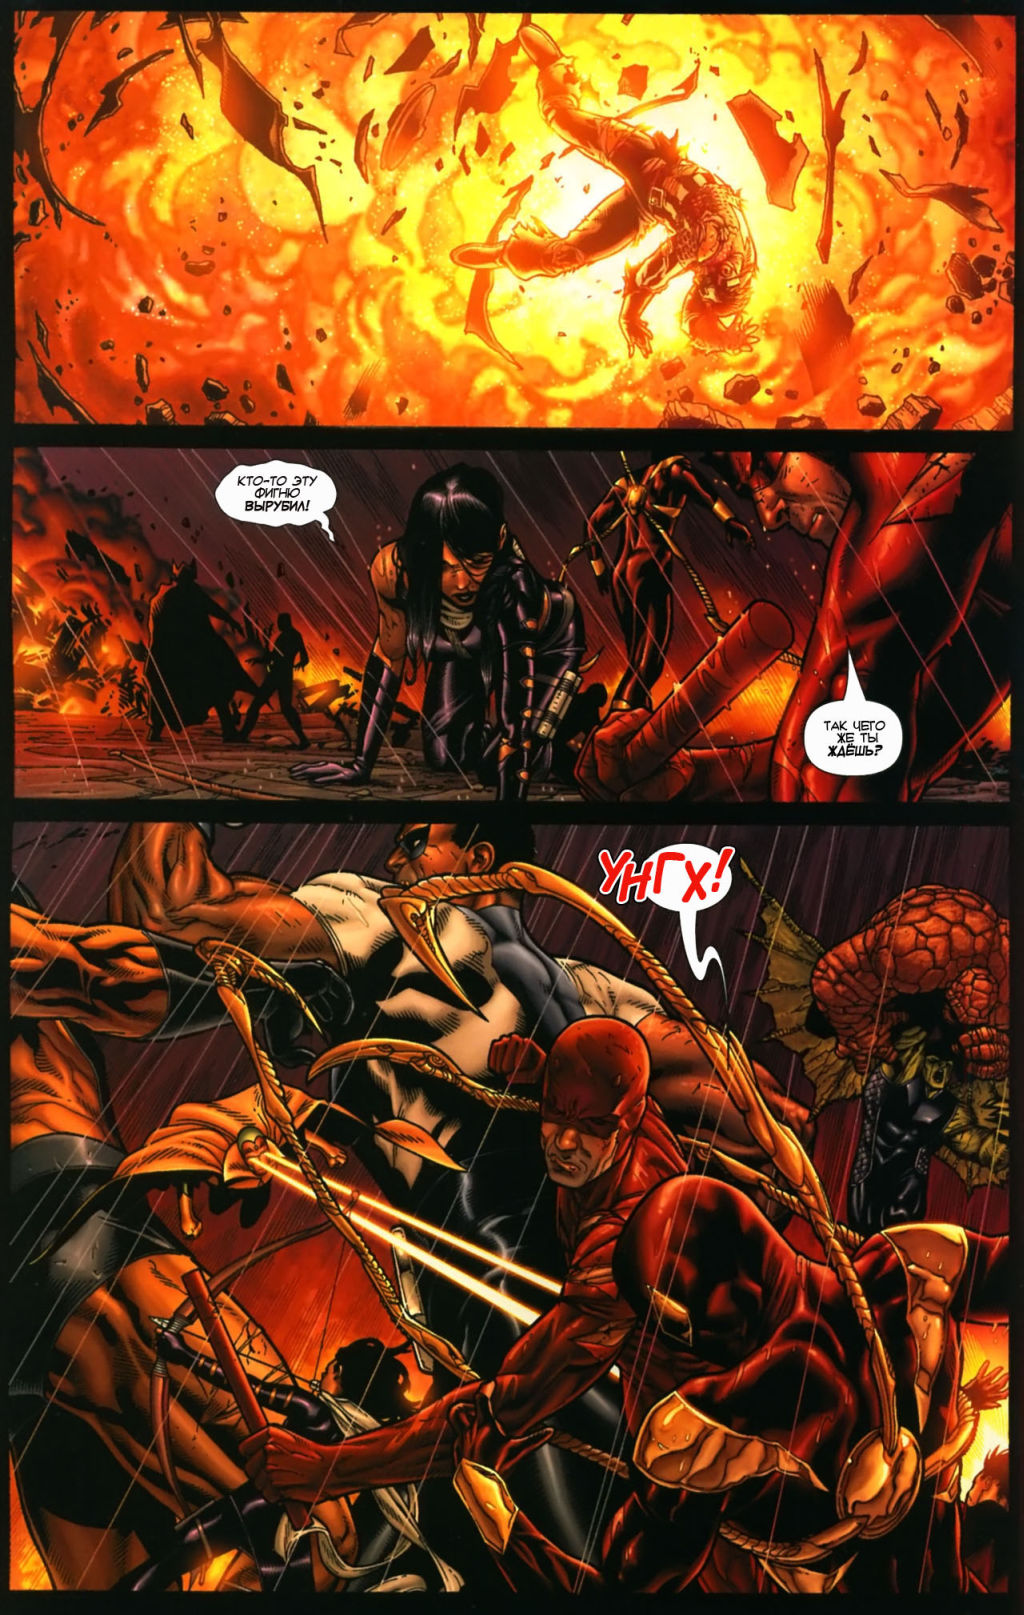 КТО-ТО ЭТУ
ФИГНЮ
ВЫРУБИЛ!
ТАК ЧЕГО
ЖЕ ТЫ
ЖДЁШЬ?
УНГХ!